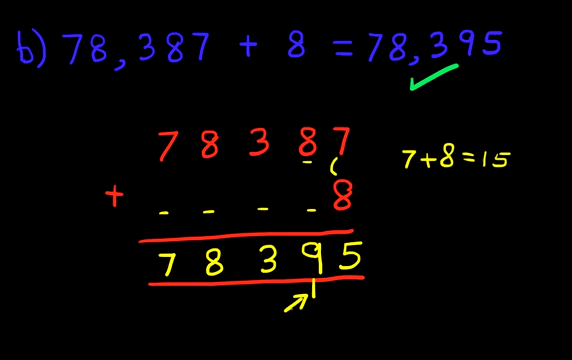 b) 78,387 + 8 = 78,395
7 8 3 8 7
7+8=15
+ - - - - 8
7 8 3 9 5
1